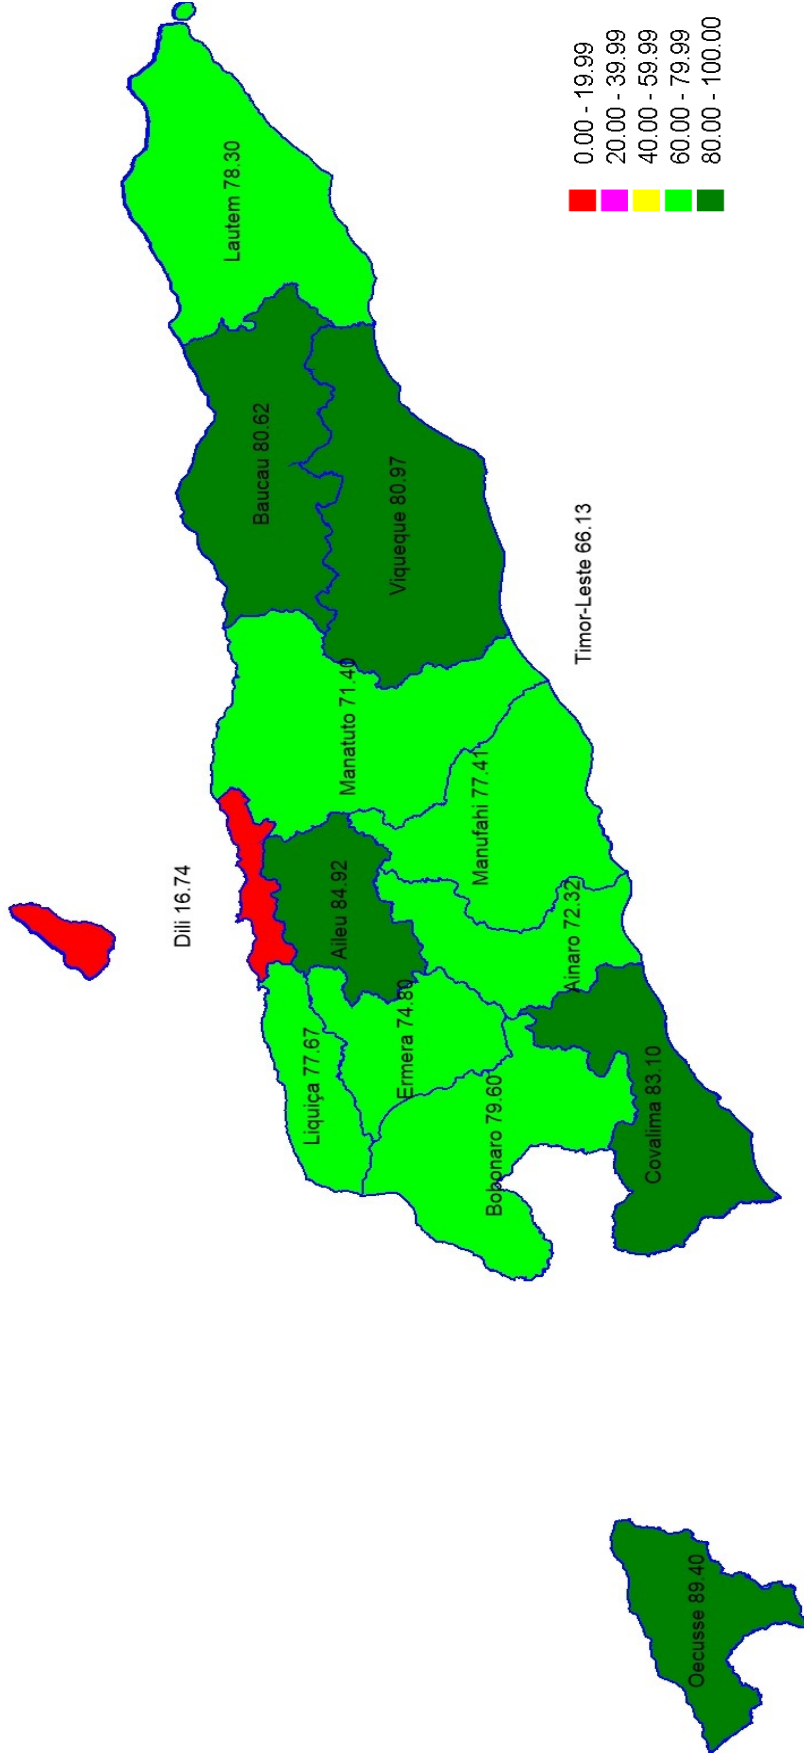 Dili 16.74
Lautem 78.30
Baucau 80.62
Viqueque 80.97
Manatuto 71.40
Manufahi 77.41
Aileu 84.92
Ainaro 72.32
Liquiça 77.67
Ermera 74.80
Bobonaro 79.60
Covalima 83.10
Oecusse 89.40
Timor-Leste 66.13
0.00 - 19.99
20.00 - 39.99
40.00 - 59.99
60.00 - 79.99
80.00 - 100.00